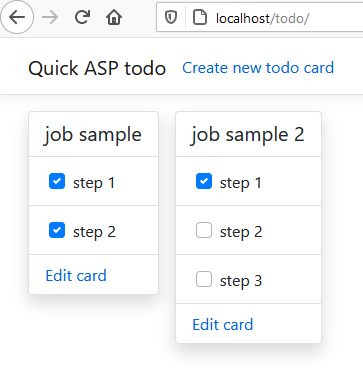 localhost/todo/
Quick ASP todo Create new todo card
job sample
step 1
step 2
Edit card
job sample 2
step 1
step 2
step 3
Edit card